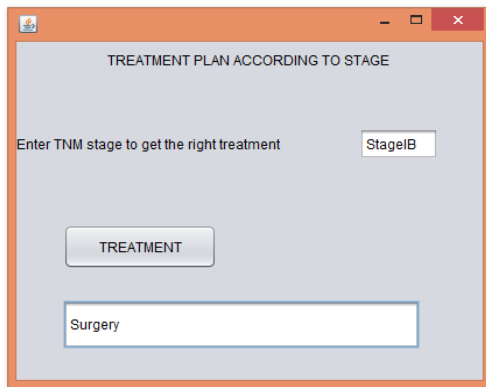 TREATMENT PLAN ACCORDING TO STAGE
Enter TNM stage to get the right treatment StageIB
TREATMENT
Surgery